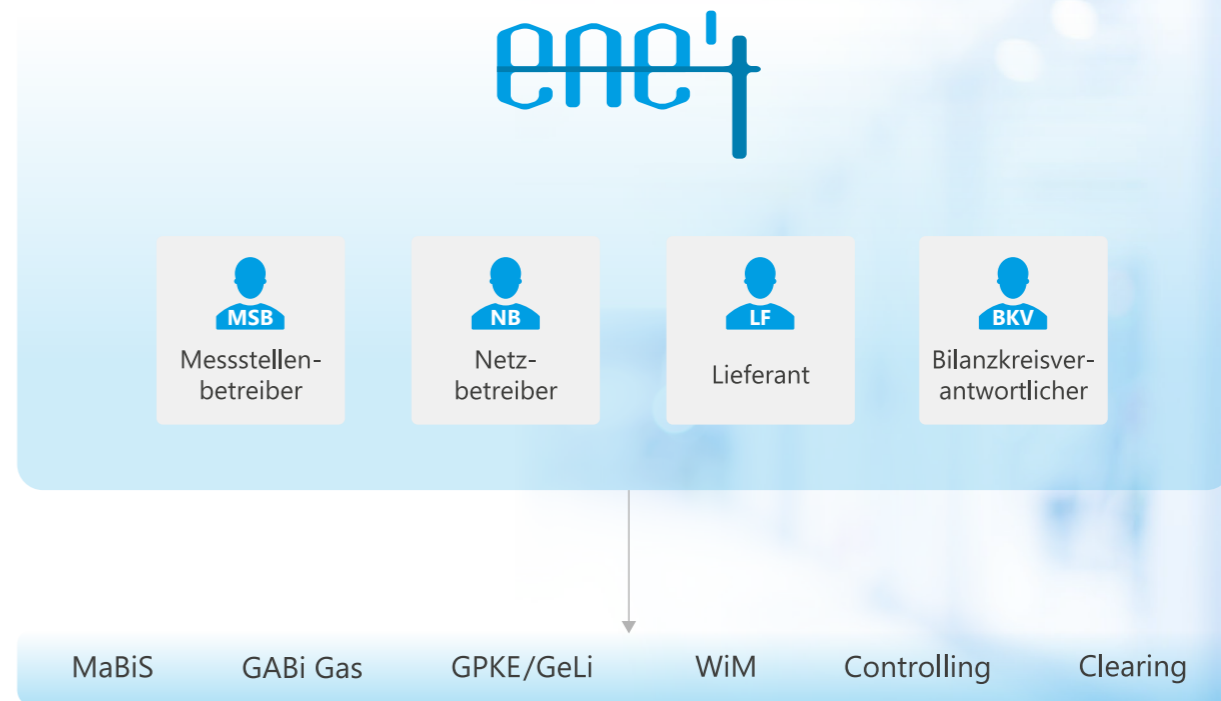 ene't
MSB
Messstellen-
betreiber
NB
Netz-
betreiber
LF
Lieferant
BKV
Bilanzkreisver-
antwortlicher
MaBiS GABi Gas GPKE/GeLi WiM Controlling Clearing